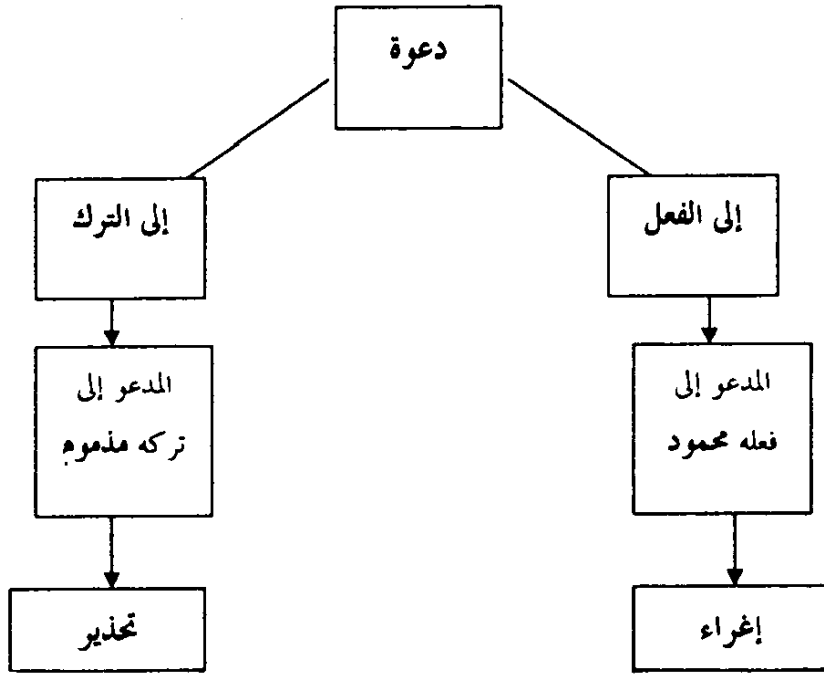 دعوة
إلى الفعل
إلى الترك
المدعو إلى
فعله محمود
المدعو إلى
تركه مذموم
إغراء
تحذير